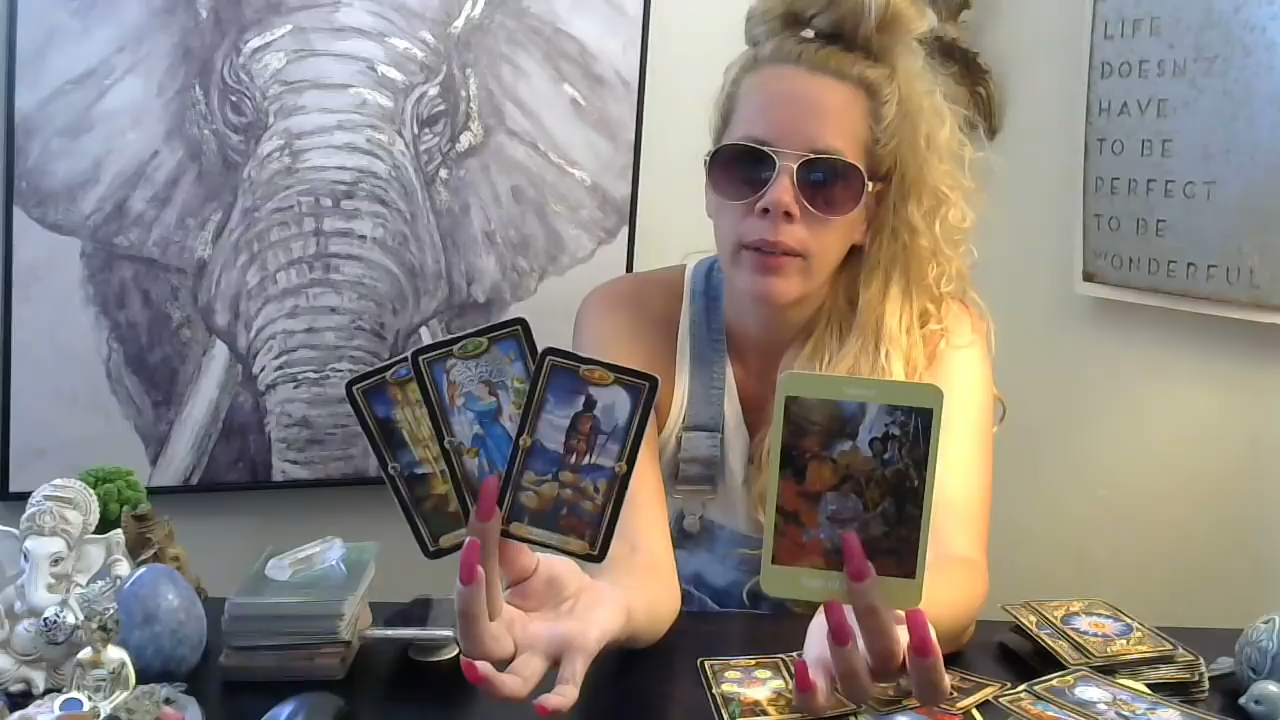 LIFE
DOESN'T
HAVE
TO BE
PERFECT
TO BE
WONDERFUL